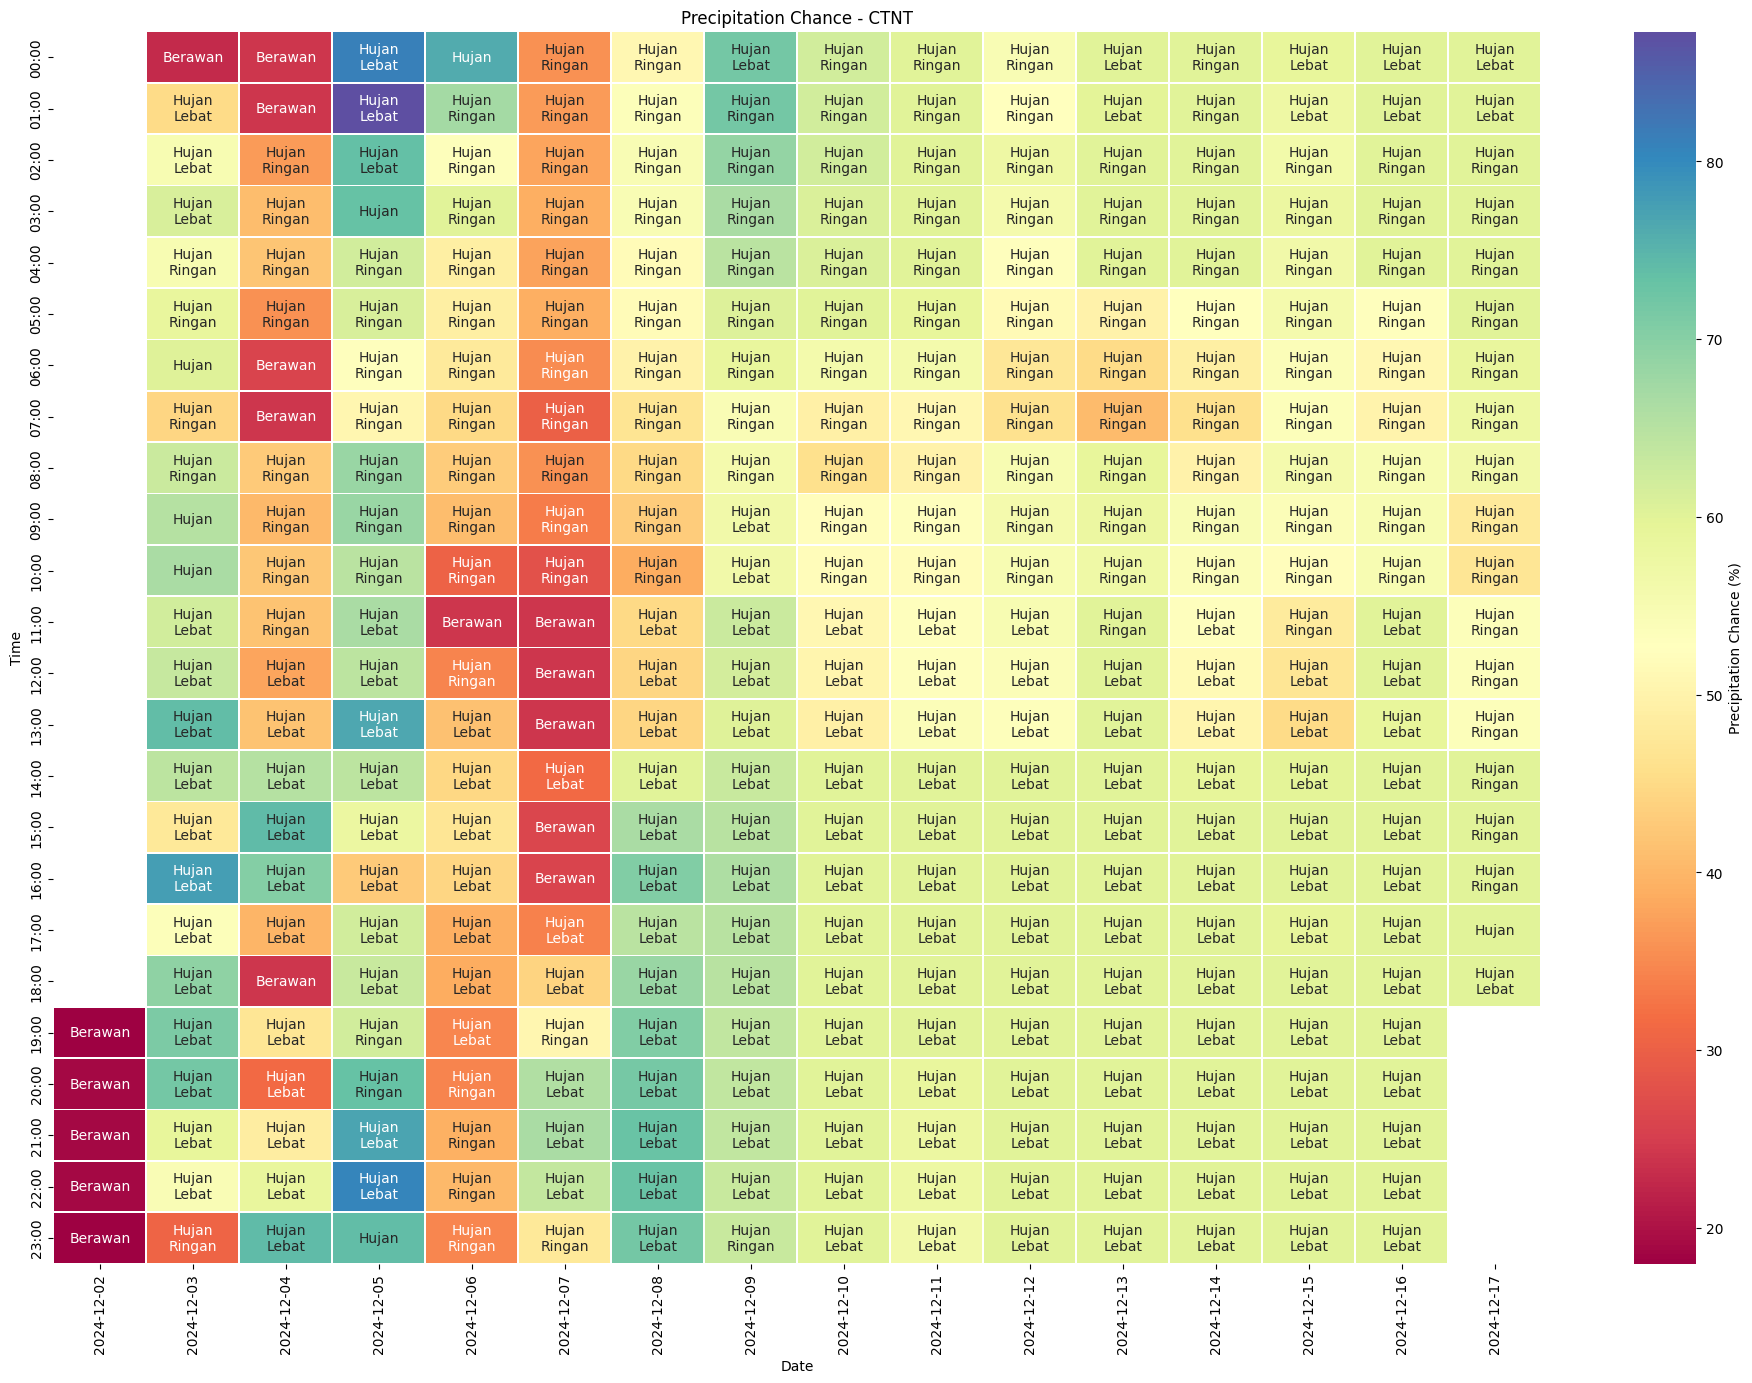 Precipitation Chance - CTNT
00:00 Berawan Berawan Hujan Lebat Hujan Hujan Ringan Hujan Ringan Hujan Lebat Hujan Ringan Hujan Ringan Hujan Ringan Hujan Lebat Hujan Ringan Hujan Lebat Hujan Lebat Hujan Lebat
01:00 Hujan Lebat Berawan Hujan Lebat Hujan Ringan Hujan Ringan Hujan Ringan Hujan Ringan Hujan Ringan Hujan Ringan Hujan Ringan Hujan Lebat Hujan Ringan Hujan Lebat Hujan Lebat Hujan Lebat
02:00 Hujan Lebat Hujan Ringan Hujan Lebat Hujan Ringan Hujan Ringan Hujan Ringan Hujan Ringan Hujan Ringan Hujan Ringan Hujan Ringan Hujan Ringan Hujan Ringan Hujan Ringan Hujan Ringan Hujan Ringan
03:00 Hujan Lebat Hujan Ringan Hujan Hujan Ringan Hujan Ringan Hujan Ringan Hujan Ringan Hujan Ringan Hujan Ringan Hujan Ringan Hujan Ringan Hujan Ringan Hujan Ringan Hujan Ringan Hujan Ringan
04:00 Hujan Ringan Hujan Ringan Hujan Ringan Hujan Ringan Hujan Ringan Hujan Ringan Hujan Ringan Hujan Ringan Hujan Ringan Hujan Ringan Hujan Ringan Hujan Ringan Hujan Ringan Hujan Ringan Hujan Ringan
05:00 Hujan Ringan Hujan Ringan Hujan Ringan Hujan Ringan Hujan Ringan Hujan Ringan Hujan Ringan Hujan Ringan Hujan Ringan Hujan Ringan Hujan Ringan Hujan Ringan Hujan Ringan Hujan Ringan Hujan Ringan
06:00 Hujan Berawan Hujan Ringan Hujan Ringan Hujan Ringan Hujan Ringan Hujan Ringan Hujan Ringan Hujan Ringan Hujan Ringan Hujan Ringan Hujan Ringan Hujan Ringan Hujan Ringan Hujan Ringan
07:00 Hujan Ringan Berawan Hujan Ringan Hujan Ringan Hujan Ringan Hujan Ringan Hujan Ringan Hujan Ringan Hujan Ringan Hujan Ringan Hujan Ringan Hujan Ringan Hujan Ringan Hujan Ringan Hujan Ringan
08:00 Hujan Ringan Hujan Ringan Hujan Ringan Hujan Ringan Hujan Ringan Hujan Ringan Hujan Ringan Hujan Ringan Hujan Ringan Hujan Ringan Hujan Ringan Hujan Ringan Hujan Ringan Hujan Ringan Hujan Ringan
09:00 Hujan Hujan Ringan Hujan Ringan Hujan Ringan Hujan Ringan Hujan Ringan Hujan Lebat Hujan Ringan Hujan Ringan Hujan Ringan Hujan Ringan Hujan Ringan Hujan Ringan Hujan Ringan Hujan Ringan
10:00 Hujan Hujan Ringan Hujan Ringan Hujan Ringan Hujan Ringan Hujan Ringan Hujan Lebat Hujan Ringan Hujan Ringan Hujan Ringan Hujan Ringan Hujan Ringan Hujan Ringan Hujan Ringan Hujan Ringan
11:00 Hujan Lebat Hujan Ringan Hujan Lebat Berawan Berawan Hujan Lebat Hujan Lebat Hujan Lebat Hujan Lebat Hujan Lebat Hujan Ringan Hujan Lebat Hujan Ringan Hujan Lebat Hujan Ringan
12:00 Hujan Lebat Hujan Lebat Hujan Lebat Hujan Ringan Berawan Hujan Lebat Hujan Lebat Hujan Lebat Hujan Lebat Hujan Lebat Hujan Lebat Hujan Lebat Hujan Lebat Hujan Lebat Hujan Ringan
13:00 Hujan Lebat Hujan Lebat Hujan Lebat Hujan Lebat Berawan Hujan Lebat Hujan Lebat Hujan Lebat Hujan Lebat Hujan Lebat Hujan Lebat Hujan Lebat Hujan Lebat Hujan Lebat Hujan Ringan
14:00 Hujan Lebat Hujan Lebat Hujan Lebat Hujan Lebat Hujan Lebat Hujan Lebat Hujan Lebat Hujan Lebat Hujan Lebat Hujan Lebat Hujan Lebat Hujan Lebat Hujan Lebat Hujan Lebat Hujan Ringan
15:00 Hujan Lebat Hujan Lebat Hujan Lebat Hujan Lebat Berawan Hujan Lebat Hujan Lebat Hujan Lebat Hujan Lebat Hujan Lebat Hujan Lebat Hujan Lebat Hujan Lebat Hujan Lebat Hujan Ringan
16:00 Hujan Lebat Hujan Lebat Hujan Lebat Hujan Lebat Berawan Hujan Lebat Hujan Lebat Hujan Lebat Hujan Lebat Hujan Lebat Hujan Lebat Hujan Lebat Hujan Lebat Hujan Lebat Hujan Ringan
17:00 Hujan Lebat Hujan Lebat Hujan Lebat Hujan Lebat Hujan Lebat Hujan Lebat Hujan Lebat Hujan Lebat Hujan Lebat Hujan Lebat Hujan Lebat Hujan Lebat Hujan Lebat Hujan Lebat Hujan
18:00 Hujan Lebat Berawan Hujan Lebat Hujan Lebat Hujan Lebat Hujan Lebat Hujan Lebat Hujan Lebat Hujan Lebat Hujan Lebat Hujan Lebat Hujan Lebat Hujan Lebat Hujan Lebat Hujan Lebat
19:00 Berawan Hujan Lebat Hujan Lebat Hujan Ringan Hujan Lebat Hujan Ringan Hujan Lebat Hujan Lebat Hujan Lebat Hujan Lebat Hujan Lebat Hujan Lebat Hujan Lebat Hujan Lebat Hujan Lebat
20:00 Berawan Hujan Lebat Hujan Lebat Hujan Ringan Hujan Ringan Hujan Lebat Hujan Lebat Hujan Lebat Hujan Lebat Hujan Lebat Hujan Lebat Hujan Lebat Hujan Lebat Hujan Lebat Hujan Lebat
21:00 Berawan Hujan Lebat Hujan Lebat Hujan Lebat Hujan Ringan Hujan Lebat Hujan Lebat Hujan Lebat Hujan Lebat Hujan Lebat Hujan Lebat Hujan Lebat Hujan Lebat Hujan Lebat Hujan Lebat
22:00 Berawan Hujan Lebat Hujan Lebat Hujan Lebat Hujan Ringan Hujan Lebat Hujan Lebat Hujan Lebat Hujan Lebat Hujan Lebat Hujan Lebat Hujan Lebat Hujan Lebat Hujan Lebat Hujan Lebat
23:00 Berawan Hujan Ringan Hujan Lebat Hujan Hujan Ringan Hujan Ringan Hujan Lebat Hujan Ringan Hujan Lebat Hujan Lebat Hujan Lebat Hujan Lebat Hujan Lebat Hujan Lebat Hujan Lebat
Time
2024-12-02 2024-12-03 2024-12-04 2024-12-05 2024-12-06 2024-12-07 2024-12-08 2024-12-09 2024-12-10 2024-12-11 2024-12-12 2024-12-13 2024-12-14 2024-12-15 2024-12-16 2024-12-17
Date
80
70
60
50
40
30
20
Precipitation Chance (%)